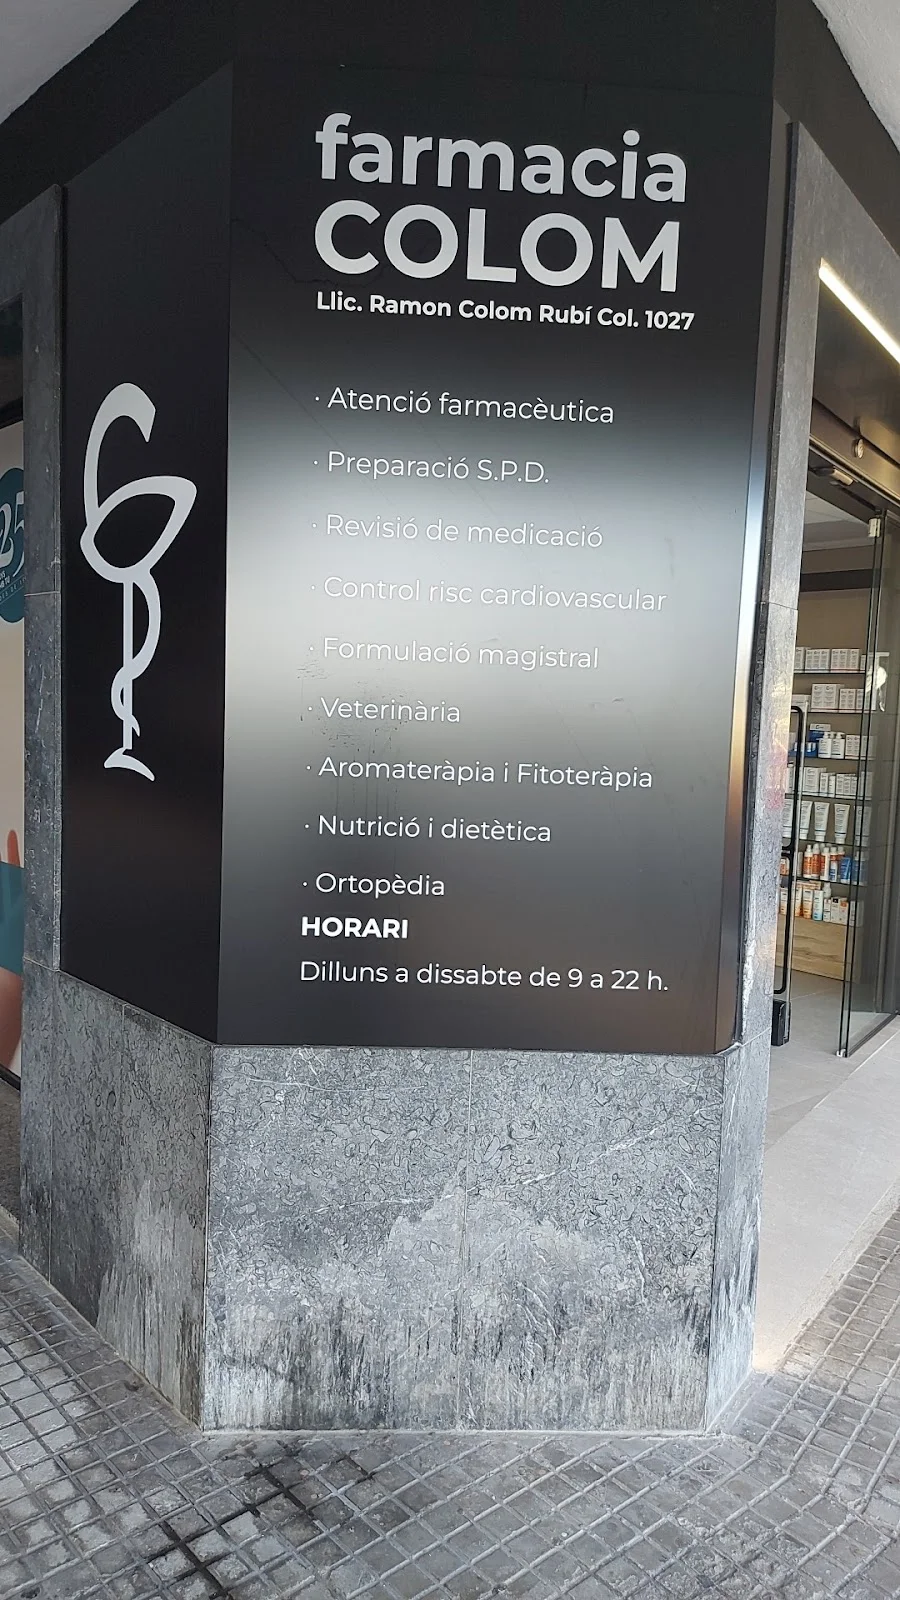 farmacia
COLOM
Llic. Ramon Colom Rubí Col. 1027
· Atenció farmacèutica
· Preparació S.P.D.
· Revisió de medicació
· Control risc cardiovascular
· Formulació magistral
· Veterinària
· Aromateràpia i Fitoteràpia
· Nutrició i dietètica
· Ortopèdia
HORARI
Dilluns a dissabte de 9 a 22 h.
25